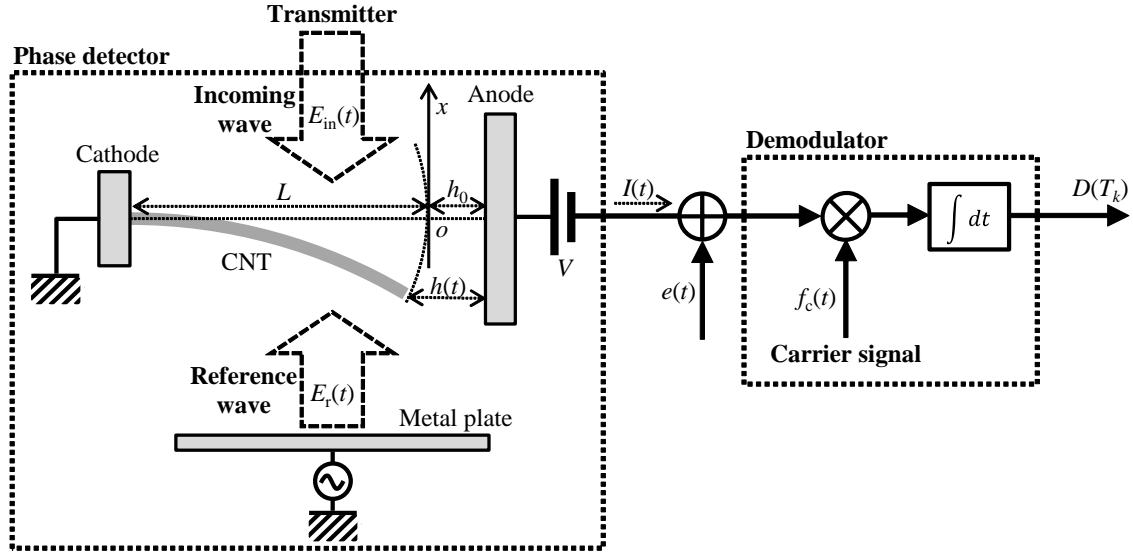 Transmitter
Phase detector
Incoming
wave
E_in(t)
x
Anode
Cathode
L
h_0
o
CNT
h(t)
V
I(t)
e(t)
Demodulator
∫ dt
D(T_k)
f_c(t)
Carrier signal
Reference
wave
E_r(t)
Metal plate